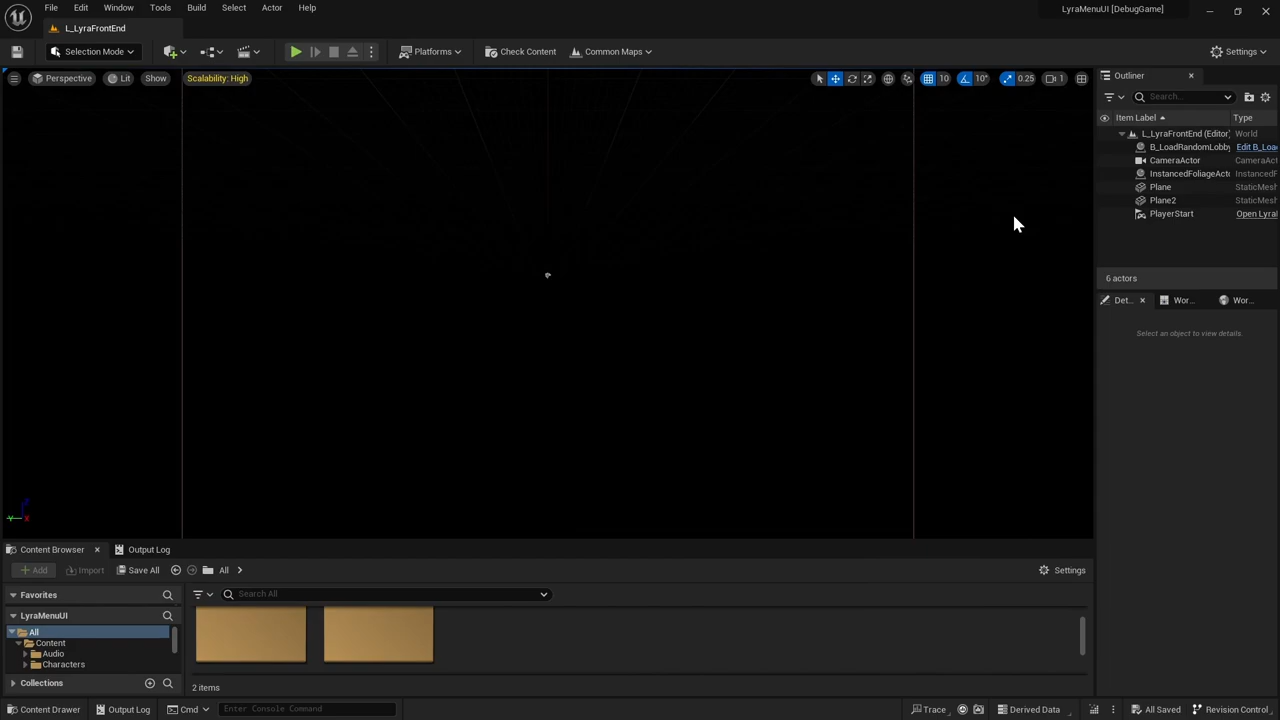 File Edit Window Tools Build Select Actor Help
LyraMenuUI [DebugGame]
L_LyraFrontEnd
Selection Mode
Platforms
Check Content
Common Maps
Settings
Perspective
Lit
Show
Scalability: High
10
10°
0.25
1
Outliner
Search...
Item Label Type
L_LyraFrontEnd (Editor) World
B_LoadRandomLobby Edit B_Loa
CameraActor CameraAct
InstancedFoliageActo InstancedF
Plane StaticMesh
Plane2 StaticMesh
PlayerStart Open Lyral
6 actors
Det... Wor... Wor...
Select an object to view details.
Content Browser
Output Log
Add
Import
Save All
All
Settings
Favorites
Search All
LyraMenuUI
All
Content
Audio
Characters
Collections
2 items
Content Drawer
Output Log
Cmd
Enter Console Command
Trace
Derived Data
All Saved
Revision Control